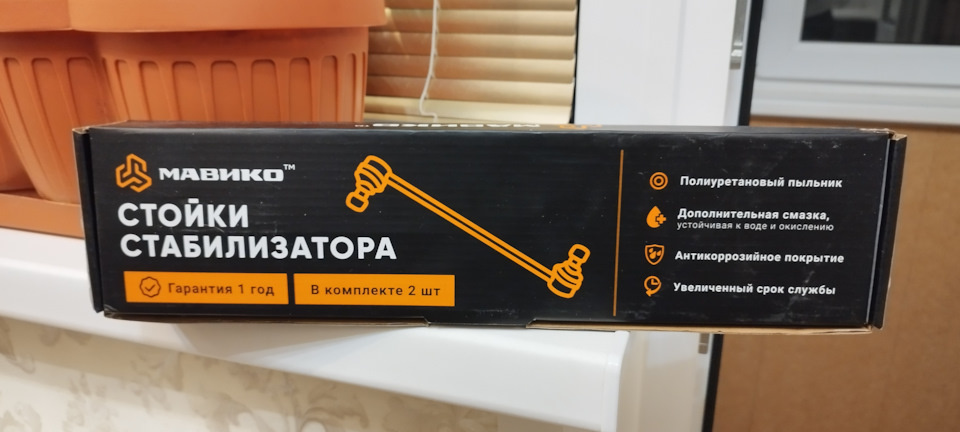 МАВИКО™
СТОЙКИ
СТАБИЛИЗАТОРА
Гарантия 1 год
В комплекте 2 шт
Полиуретановый пыльник
Дополнительная смазка,
устойчивая к воде и окислению
Антикоррозийное покрытие
Увеличенный срок службы